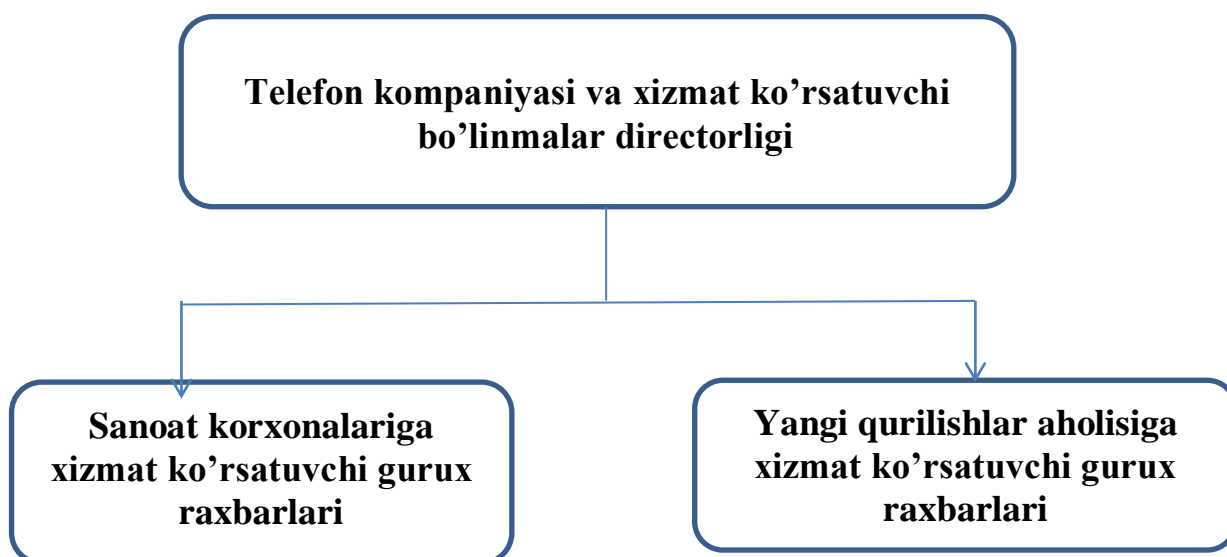 Telefon kompaniyasi va xizmat ko’rsatuvchi
bo’linmalar directorligi
Sanoat korxonalariga
xizmat ko’rsatuvchi gurux
raxbarlari
Yangi qurilishlar aholisiga
xizmat ko’rsatuvchi gurux
raxbarlari